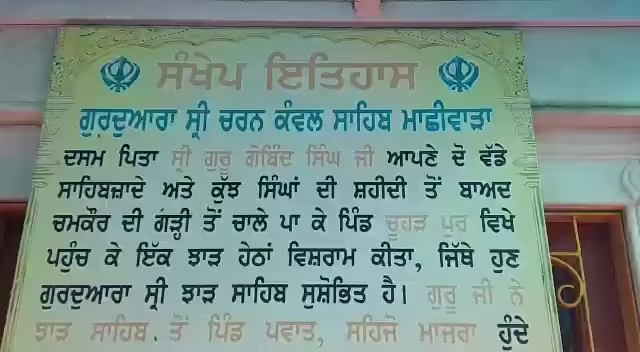 ਸੰਖੇਪ ਇਤਿਹਾਸ
ਗੁਰਦੁਆਰਾ ਸ੍ਰੀ ਚਰਨ ਕੰਵਲ ਸਾਹਿਬ ਮਾਛੀਵਾੜਾ
ਦਸਮ ਪਿਤਾ ਸ੍ਰੀ ਗੁਰੂ ਗੋਬਿੰਦ ਸਿੰਘ ਜੀ ਆਪਣੇ ਦੋ ਵੱਡੇ
ਸਾਹਿਬਜ਼ਾਦੇ ਅਤੇ ਕੁੱਝ ਸਿੰਘਾਂ ਦੀ ਸ਼ਹੀਦੀ ਤੋਂ ਬਾਅਦ
ਚਮਕੌਰ ਦੀ ਗੜ੍ਹੀ ਤੋਂ ਚਾਲੇ ਪਾ ਕੇ ਪਿੰਡ ਚੂਹੜ ਪੁਰ ਵਿਖੇ
ਪਹੁੰਚ ਕੇ ਇੱਕ ਝਾੜ ਹੇਠਾਂ ਵਿਸ਼ਰਾਮ ਕੀਤਾ, ਜਿੱਥੇ ਹੁਣ
ਗੁਰਦੁਆਰਾ ਸ੍ਰੀ ਝਾੜ ਸਾਹਿਬ ਸੁਸ਼ੋਭਿਤ ਹੈ। ਗੁਰੂ ਜੀ ਨੇ
ਝਾੜ ਸਾਹਿਬ. ਤੋਂ ਪਿੰਡ ਪਵਾਤ, ਸਹਿਜੋ ਮਾਜਰਾ ਹੁੰਦੇ